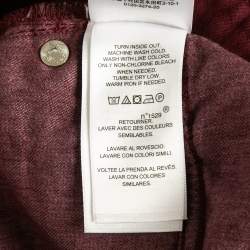 TURN INSIDE OUT.
MACHINE WASH COLD.
WASH WITH LIKE COLORS
ONLY NON-CHLORINE BLEACH
WHEN NEEDED.
TUMBLE DRY LOW.
WARM IRON IF NEEDED.
n°1529
RETOURNER.
LAVER AVEC DES COULEURS
SEMBLABLES.
LAVARE A ROVESCIO.
LAVARE CON COLORI SIMILI.
VOLTEE LA PRENDA AL REVÉS.
LAVAR CON COLORES SIMILARES.